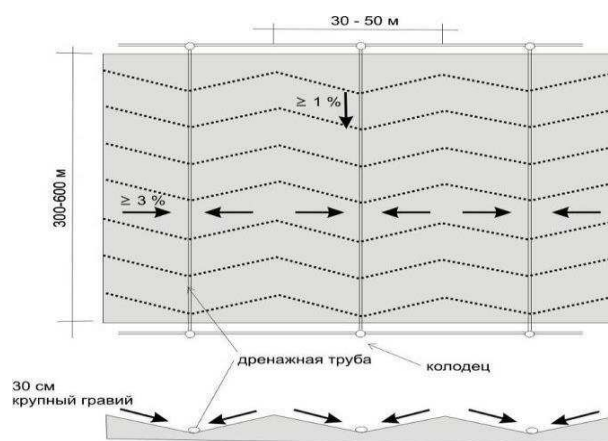 30 - 50 м
≥ 1 %
300-600 м
≥ 3 %
дренажная труба
колодец
30 см
крупный гравий